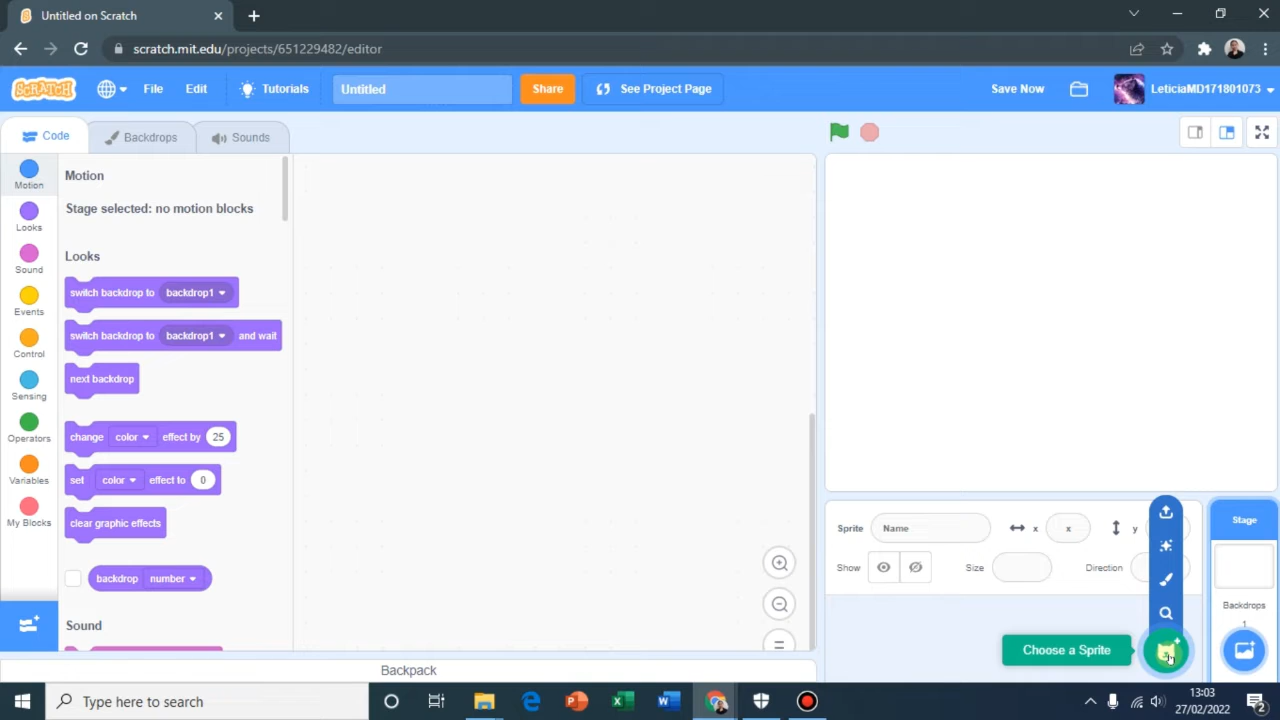 Untitled on Scratch
scratch.mit.edu/projects/651229482/editor
SCRATCH
File
Edit
Tutorials
Untitled
Share
See Project Page
Save Now
LeticiaMD171801073
Code
Backdrops
Sounds
Motion
Looks
Sound
Events
Control
Sensing
Operators
Variables
My Blocks
Motion
Stage selected: no motion blocks
Looks
switch backdrop to backdrop1
switch backdrop to backdrop1 and wait
next backdrop
change color effect by 25
set color effect to 0
clear graphic effects
backdrop number
Sound
Backpack
Sprite Name x x y
Show Size Direction
Choose a Sprite
Stage
Backdrops
1
Type here to search
13:03
27/02/2022
2